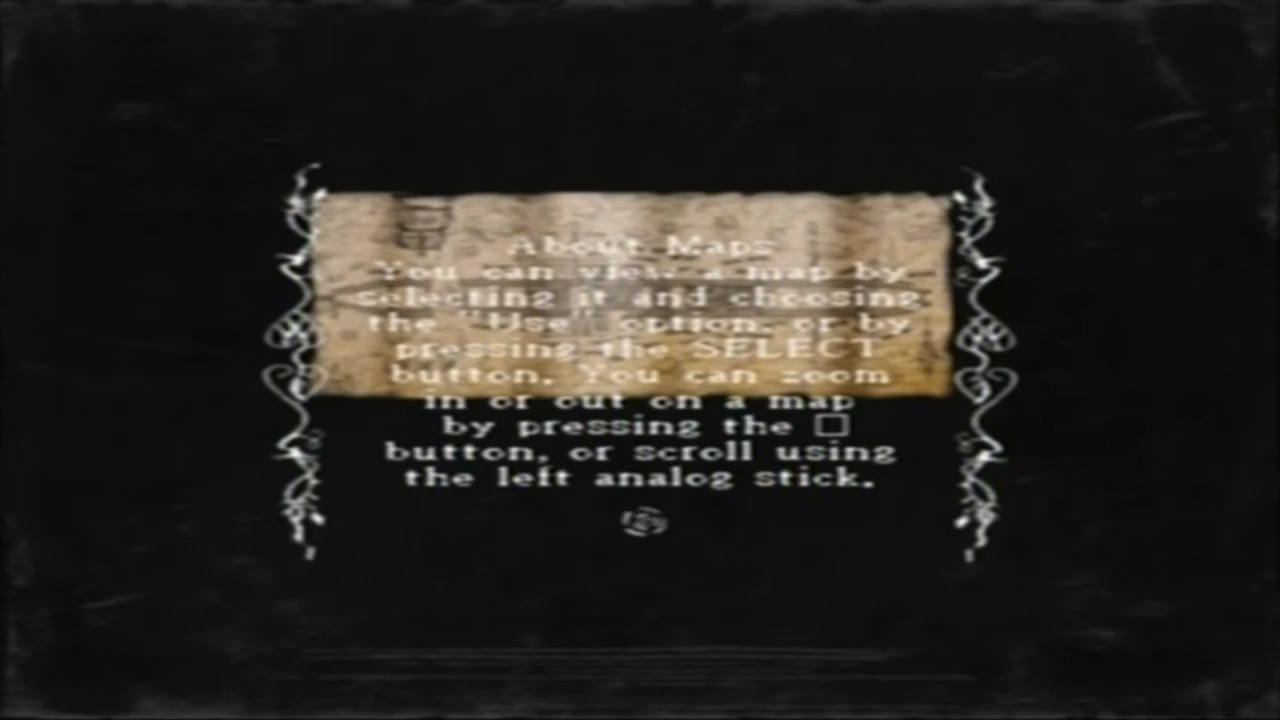 About Maps
You can view a map by
selecting it and choosing
the "Use" option, or by
pressing the SELECT
button. You can zoom
in or out on a map
by pressing the □
button, or scroll using
the left analog stick.